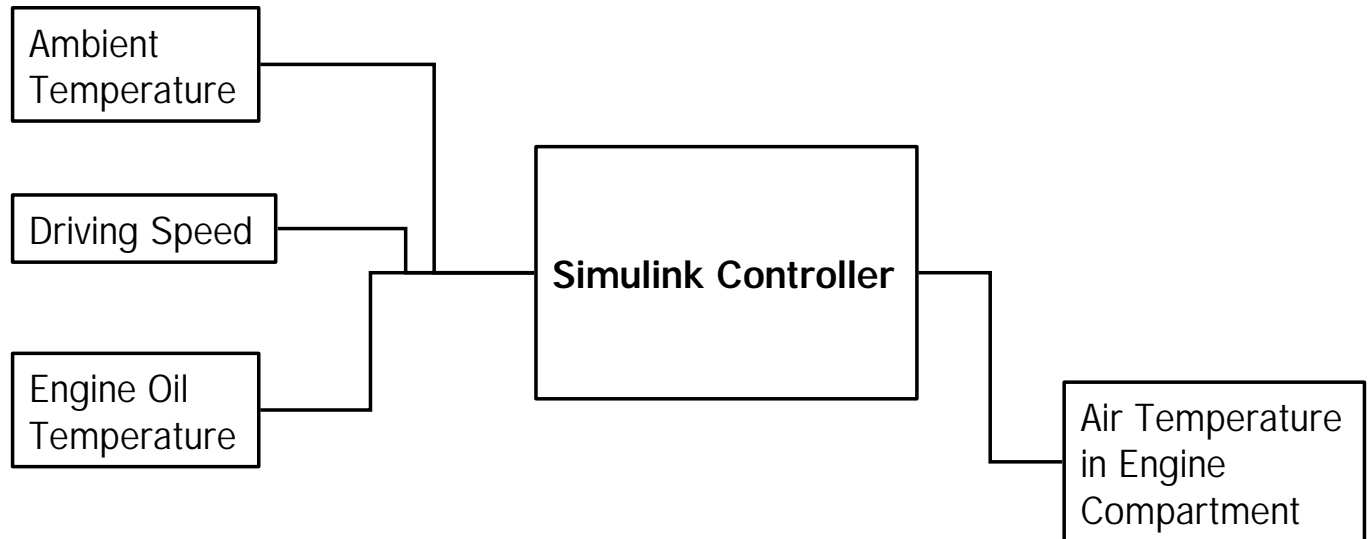 Ambient
Temperature
Driving Speed
Simulink Controller
Engine Oil
Temperature
Air Temperature
in Engine
Compartment